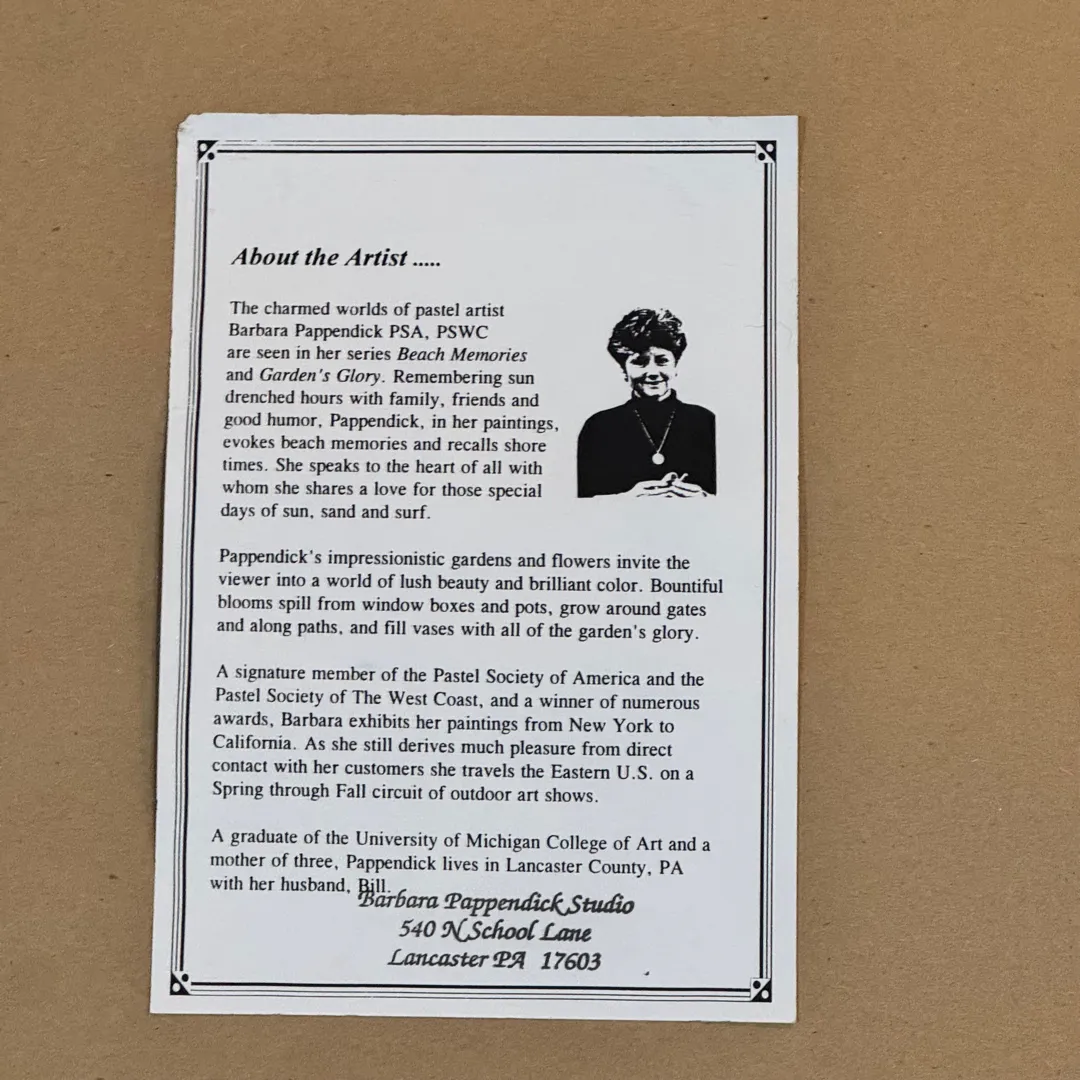 About the Artist .....
The charmed worlds of pastel artist
Barbara Pappendick PSA, PSWC
are seen in her series Beach Memories
and Garden's Glory. Remembering sun
drenched hours with family, friends and
good humor, Pappendick, in her paintings,
evokes beach memories and recalls shore
times. She speaks to the heart of all with
whom she shares a love for those special
days of sun, sand and surf.
Pappendick's impressionistic gardens and flowers invite the
viewer into a world of lush beauty and brilliant color. Bountiful
blooms spill from window boxes and pots, grow around gates
and along paths, and fill vases with all of the garden's glory.
A signature member of the Pastel Society of America and the
Pastel Society of The West Coast, and a winner of numerous
awards, Barbara exhibits her paintings from New York to
California. As she still derives much pleasure from direct
contact with her customers she travels the Eastern U.S. on a
Spring through Fall circuit of outdoor art shows.
A graduate of the University of Michigan College of Art and a
mother of three, Pappendick lives in Lancaster County, PA
with her husband, Bill.
Barbara Pappendick Studio
540 N School Lane
Lancaster PA 17603